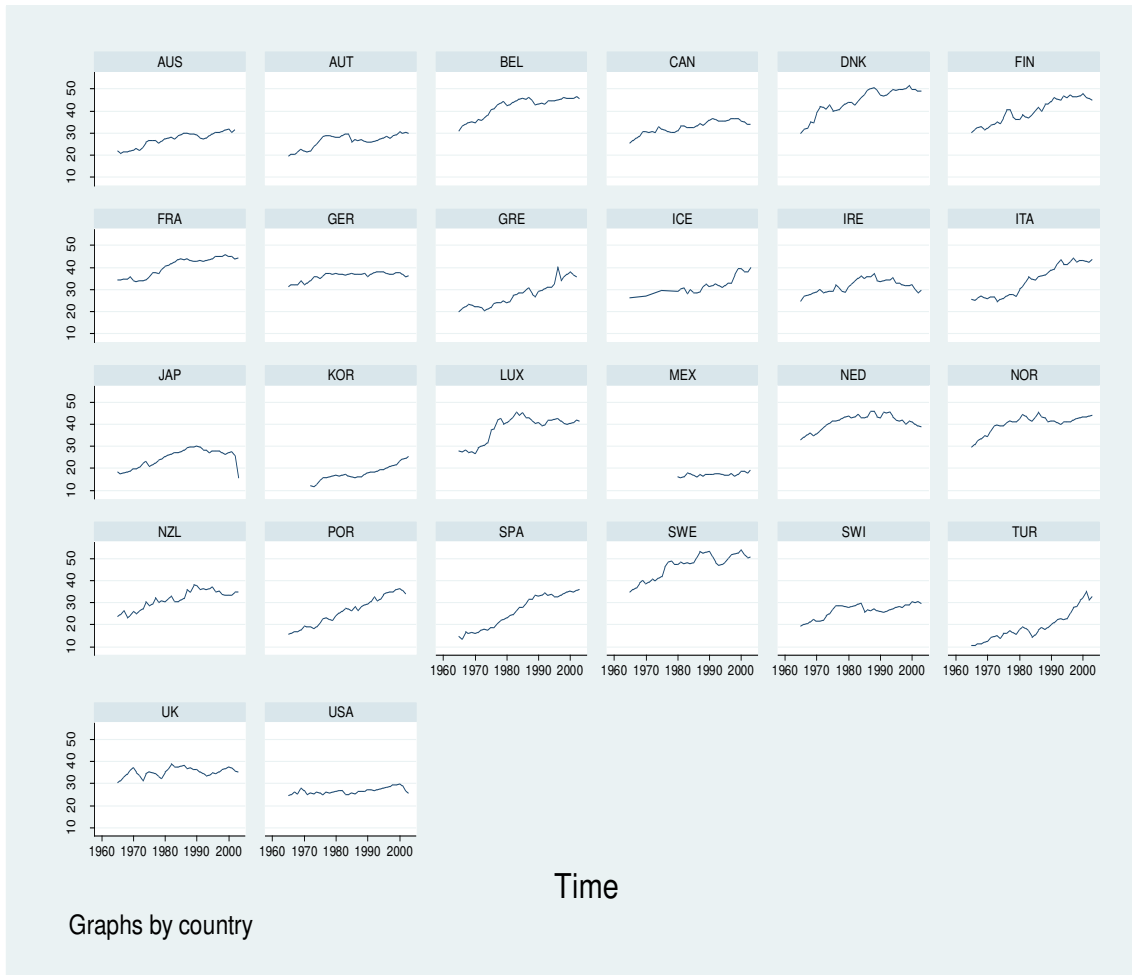 AUS AUT BEL CAN DNK FIN
50
40
30
20
10
FRA GER GRE ICE IRE ITA
50
40
30
20
10
JAP KOR LUX MEX NED NOR
50
40
30
20
10
NZL POR SPA SWE SWI TUR
50
40
30
20
10
1960 1970 1980 1990 2000 1960 1970 1980 1990 2000 1960 1970 1980 1990 2000 1960 1970 1980 1990 2000
UK USA
50
40
30
20
10
1960 1970 1980 1990 2000 1960 1970 1980 1990 2000
Time
Graphs by country